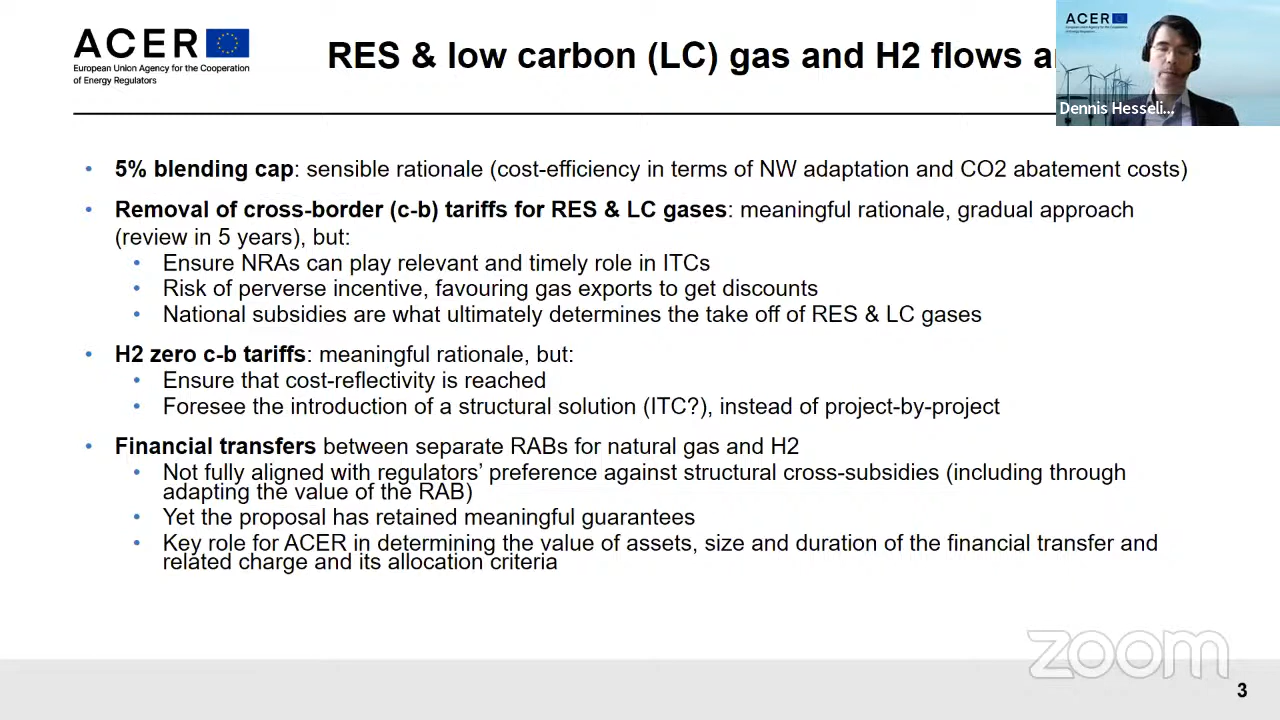 ACER
European Union Agency for the Cooperation
of Energy Regulators
RES & low carbon (LC) gas and H2 flows a
ACER
Dennis Hesseli...
• 5% blending cap: sensible rationale (cost-efficiency in terms of NW adaptation and CO2 abatement costs)
• Removal of cross-border (c-b) tariffs for RES & LC gases: meaningful rationale, gradual approach
(review in 5 years), but:
• Ensure NRAs can play relevant and timely role in ITCs
• Risk of perverse incentive, favouring gas exports to get discounts
• National subsidies are what ultimately determines the take off of RES & LC gases
• H2 zero c-b tariffs: meaningful rationale, but:
• Ensure that cost-reflectivity is reached
• Foresee the introduction of a structural solution (ITC?), instead of project-by-project
• Financial transfers between separate RABs for natural gas and H2
• Not fully aligned with regulators' preference against structural cross-subsidies (including through
adapting the value of the RAB)
• Yet the proposal has retained meaningful guarantees
• Key role for ACER in determining the value of assets, size and duration of the financial transfer and
related charge and its allocation criteria
zoom
3